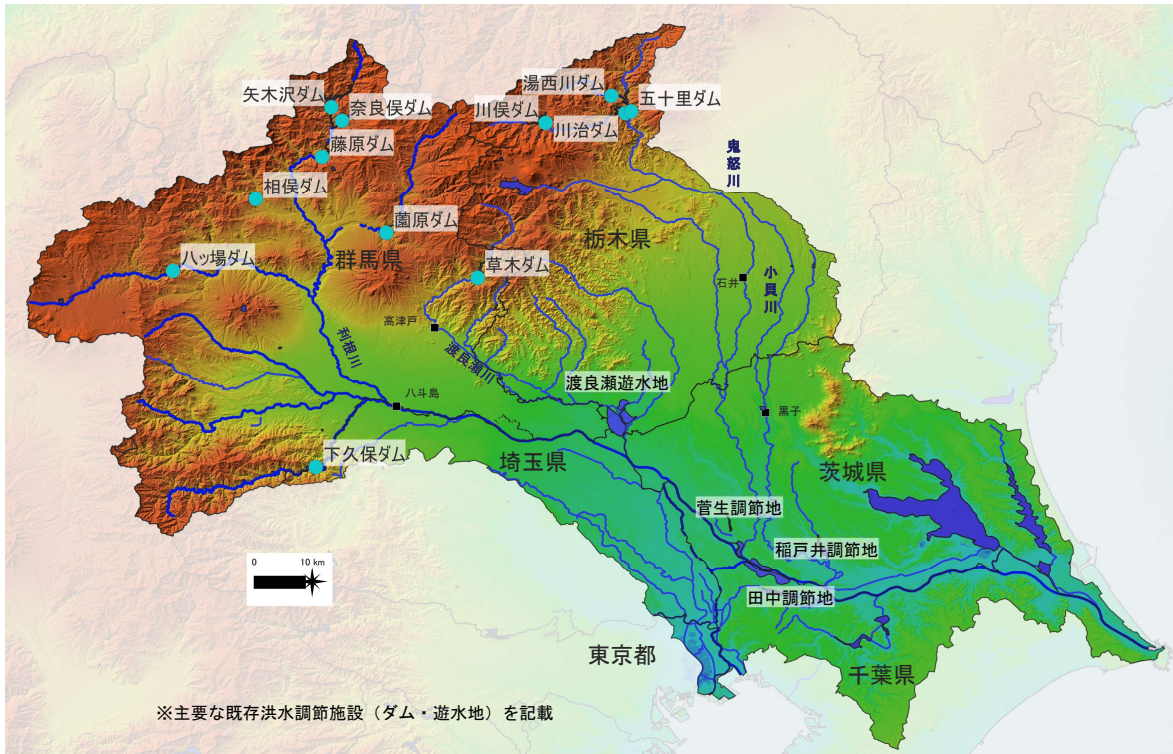 湯西川ダム
五十里ダム
矢木沢ダム
奈良俣ダム
川俣ダム
川治ダム
藤原ダム
鬼怒川
相俣ダム
薗原ダム
栃木県
群馬県
八ッ場ダム
草木ダム
石井
小貝川
高津戸
利根川
渡良瀬川
渡良瀬遊水地
八斗島
黒子
下久保ダム
埼玉県
茨城県
菅生調節地
稲戸井調節地
0 10 km
田中調節地
東京都
千葉県
※主要な既存洪水調節施設（ダム・遊水地）を記載